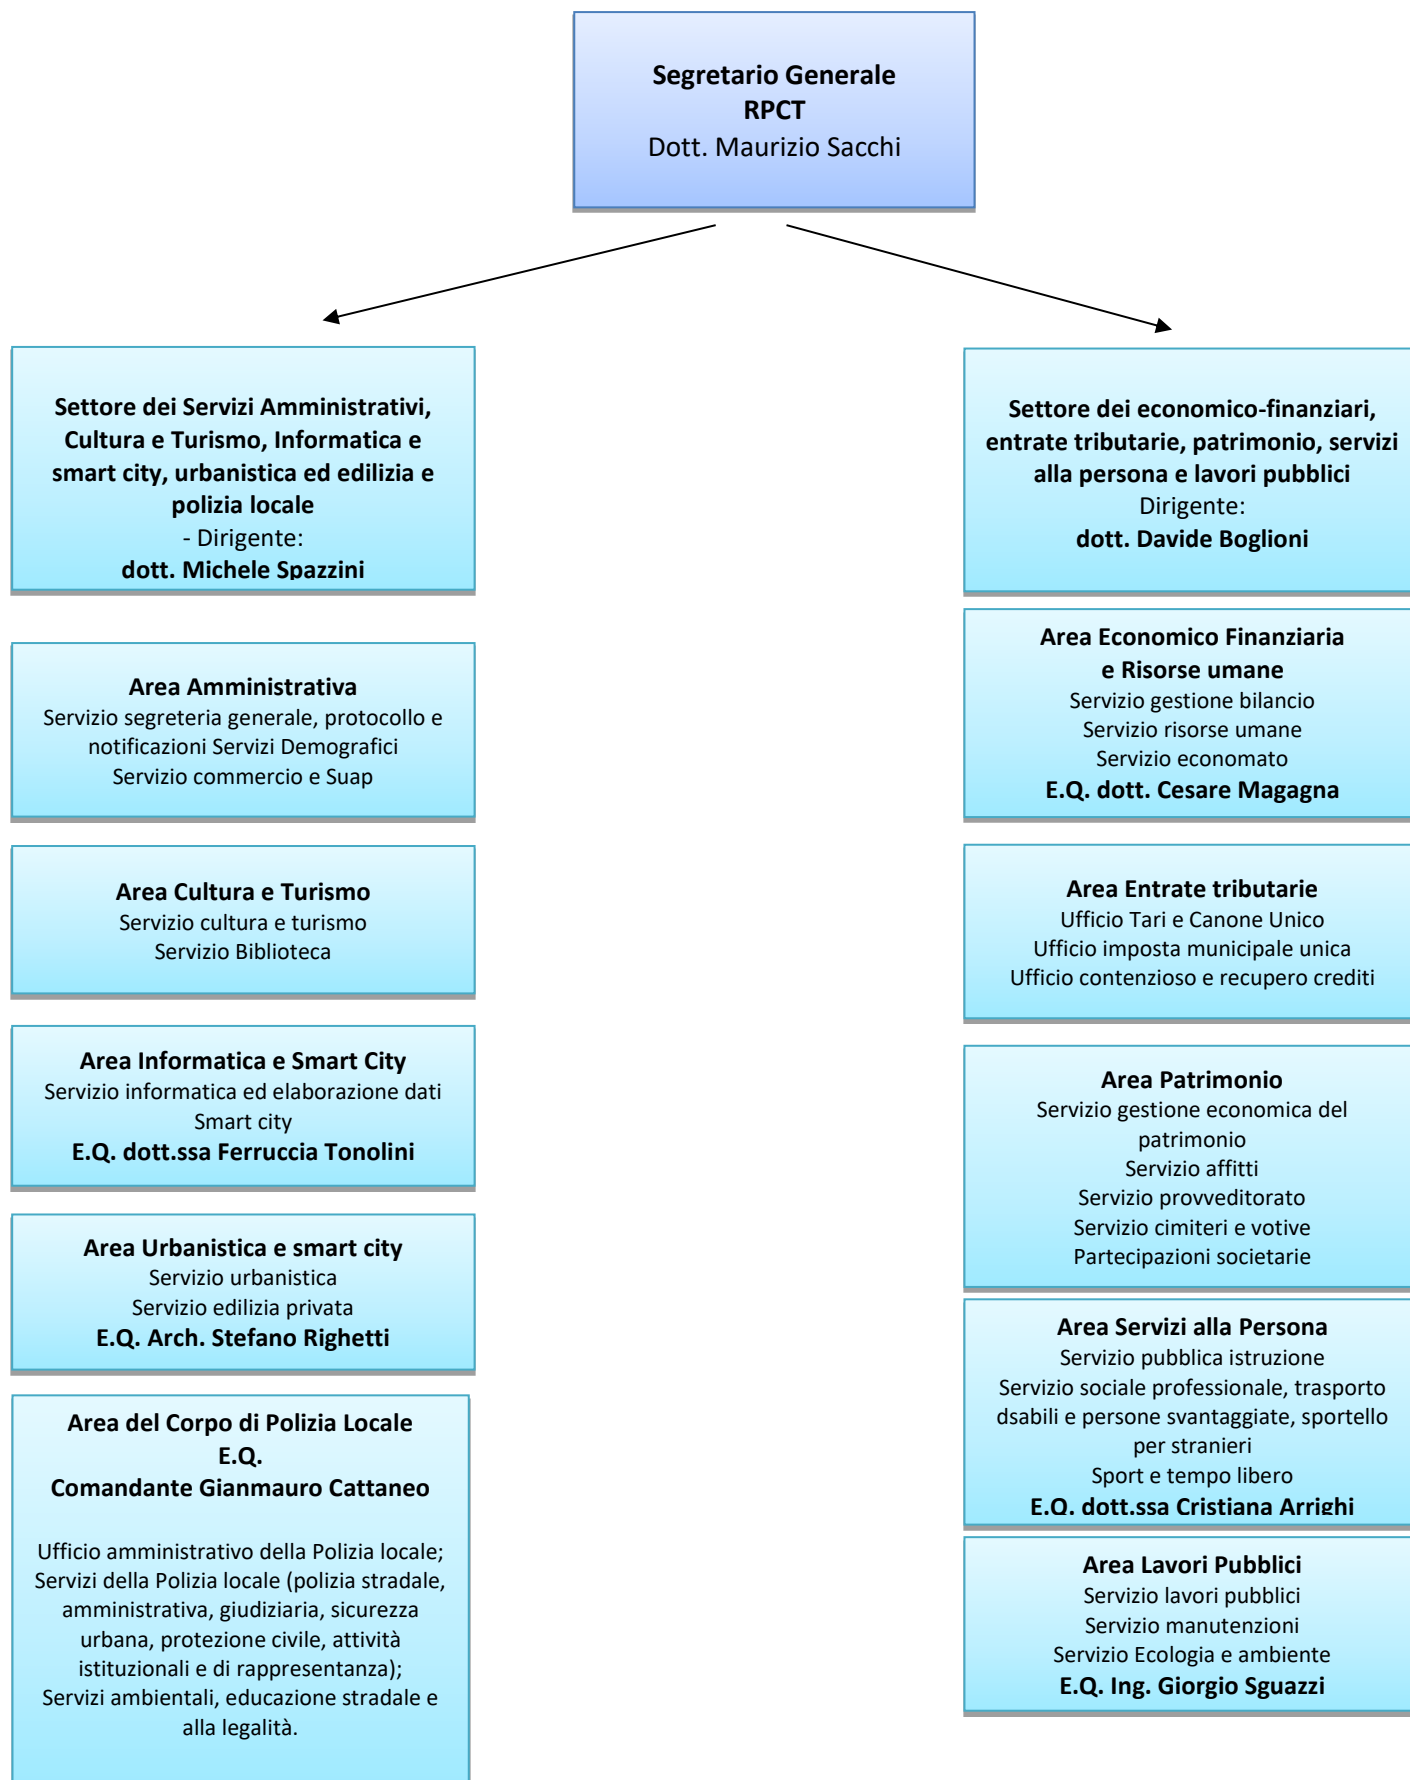 Segretario Generale
RPCT
Dott. Maurizio Sacchi
Settore dei Servizi Amministrativi,
Cultura e Turismo, Informatica e
smart city, urbanistica ed edilizia e
polizia locale
- Dirigente:
dott. Michele Spazzini
Area Amministrativa
Servizio segreteria generale, protocollo e
notificazioni Servizi Demografici
Servizio commercio e Suap
Area Cultura e Turismo
Servizio cultura e turismo
Servizio Biblioteca
Area Informatica e Smart City
Servizio informatica ed elaborazione dati
Smart city
E.Q. dott.ssa Ferruccia Tonolini
Area Urbanistica e smart city
Servizio urbanistica
Servizio edilizia privata
E.Q. Arch. Stefano Righetti
Area del Corpo di Polizia Locale
E.Q.
Comandante Gianmauro Cattaneo
Ufficio amministrativo della Polizia locale;
Servizi della Polizia locale (polizia stradale,
amministrativa, giudiziaria, sicurezza
urbana, protezione civile, attività
istituzionali e di rappresentanza);
Servizi ambientali, educazione stradale e
alla legalità.
Settore dei economico-finanziari,
entrate tributarie, patrimonio, servizi
alla persona e lavori pubblici
Dirigente:
dott. Davide Boglioni
Area Economico Finanziaria
e Risorse umane
Servizio gestione bilancio
Servizio risorse umane
Servizio economato
E.Q. dott. Cesare Magagna
Area Entrate tributarie
Ufficio Tari e Canone Unico
Ufficio imposta municipale unica
Ufficio contenzioso e recupero crediti
Area Patrimonio
Servizio gestione economica del
patrimonio
Servizio affitti
Servizio provveditorato
Servizio cimiteri e votive
Partecipazioni societarie
Area Servizi alla Persona
Servizio pubblica istruzione
Servizio sociale professionale, trasporto
dsabili e persone svantaggiate, sportello
per stranieri
Sport e tempo libero
E.Q. dott.ssa Cristiana Arrighi
Area Lavori Pubblici
Servizio lavori pubblici
Servizio manutenzioni
Servizio Ecologia e ambiente
E.Q. Ing. Giorgio Sguazzi